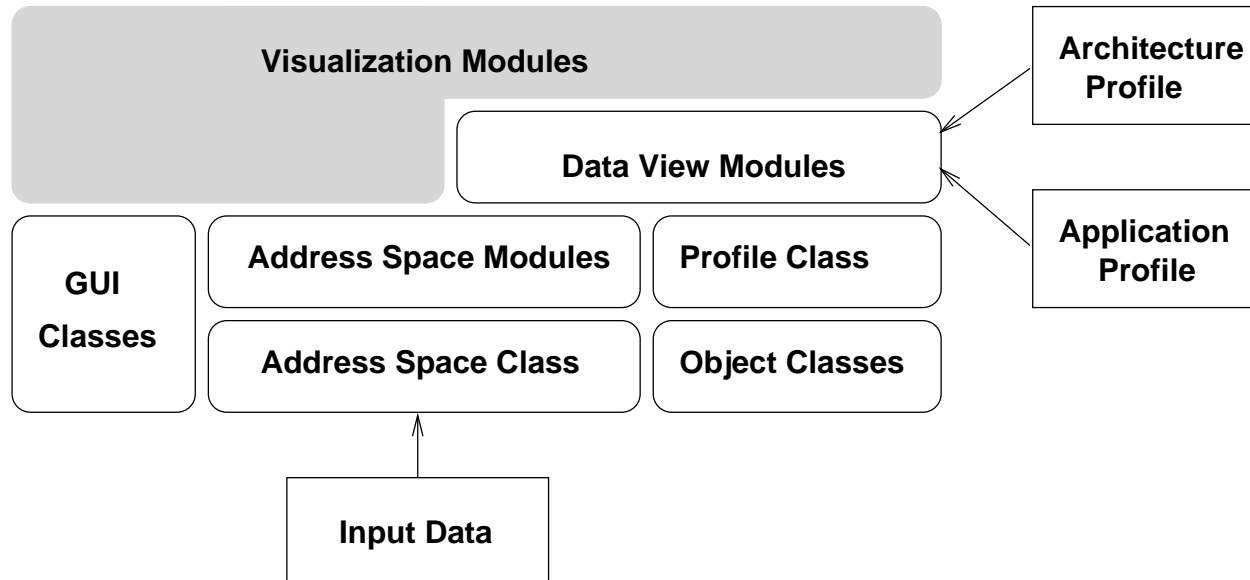 Visualization Modules
Architecture
Profile
Data View Modules
Application
Profile
GUI
Classes
Address Space Modules
Profile Class
Address Space Class
Object Classes
Input Data